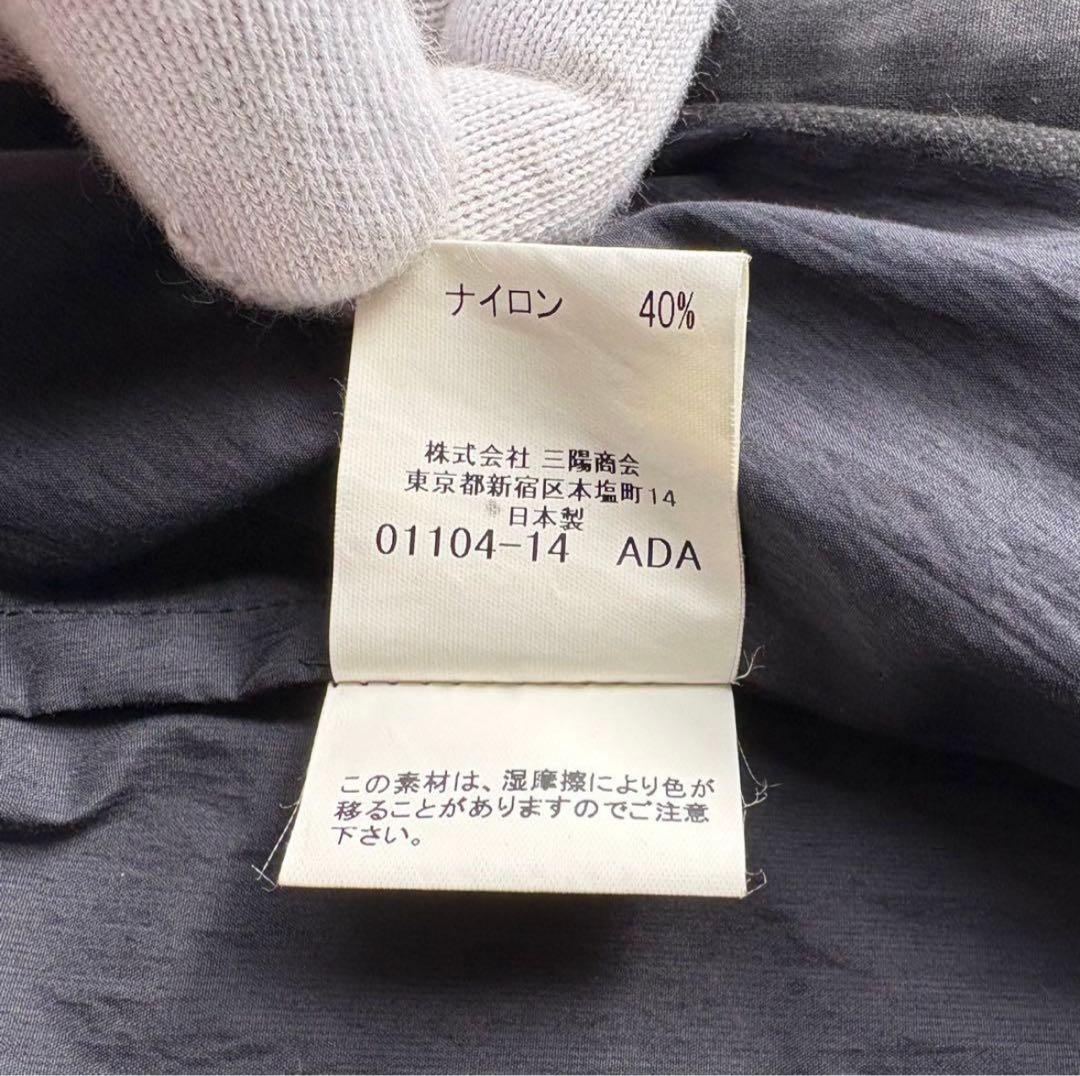 ナイロン 40%
株式会社 三陽商会
東京都新宿区本塩町14
日本製
01104-14 ADA
この素材は、湿摩擦により色が
移ることがありますのでご注意
下さい。